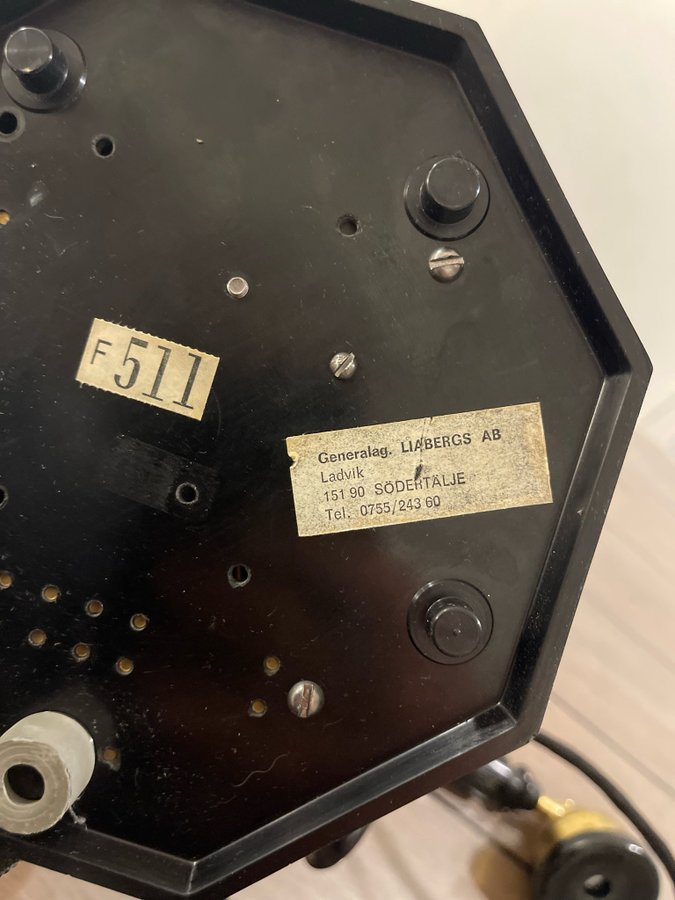 F 511
Generalag. LIABERGS AB
Ladvik
151 90 SÖDERTÄLJE
Tel. 0755/243 60